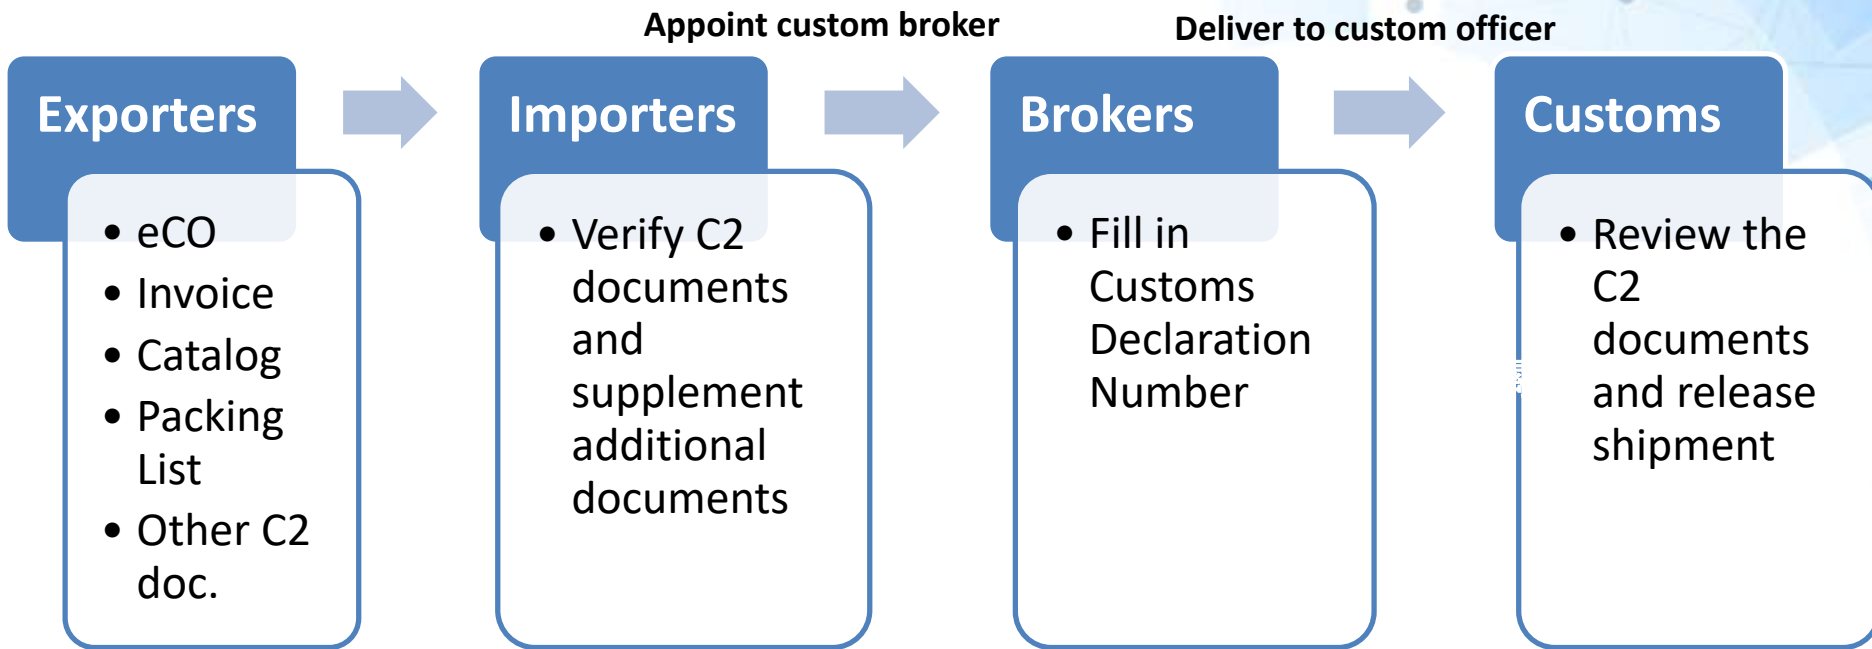 Appoint custom broker
Deliver to custom officer
Exporters
• eCO
• Invoice
• Catalog
• Packing
List
• Other C2
doc.
Importers
• Verify C2
documents
and
supplement
additional
documents
Brokers
• Fill in
Customs
Declaration
Number
Customs
• Review the
C2
documents
and release
shipment